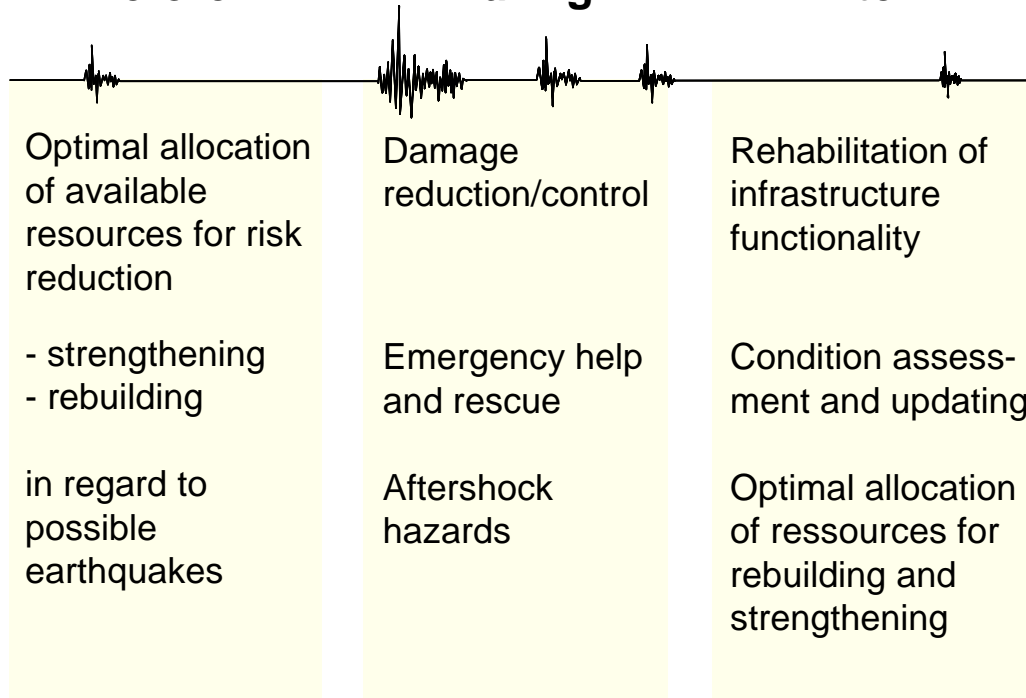 Optimal allocation
of available
resources for risk
reduction
- strengthening
- rebuilding
in regard to
possible
earthquakes
Damage
reduction/control
Emergency help
and rescue
Aftershock
hazards
Rehabilitation of
infrastructure
functionality
Condition assess-
ment and updating
Optimal allocation
of ressources for
rebuilding and
strengthening